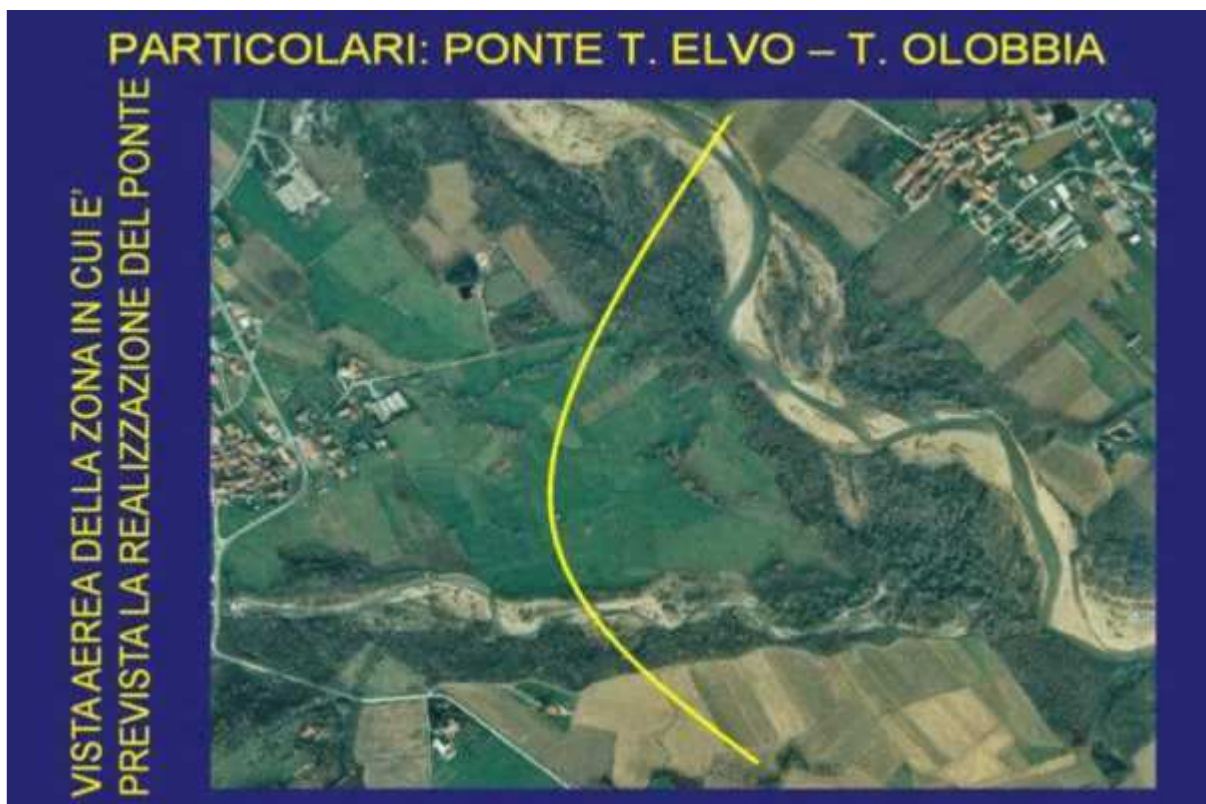 PARTICOLARI: PONTE T. ELVO – T. OLOBBIA
VISTA AEREA DELLA ZONA IN CUI E'
PREVISTA LA REALIZZAZIONE DEL PONTE